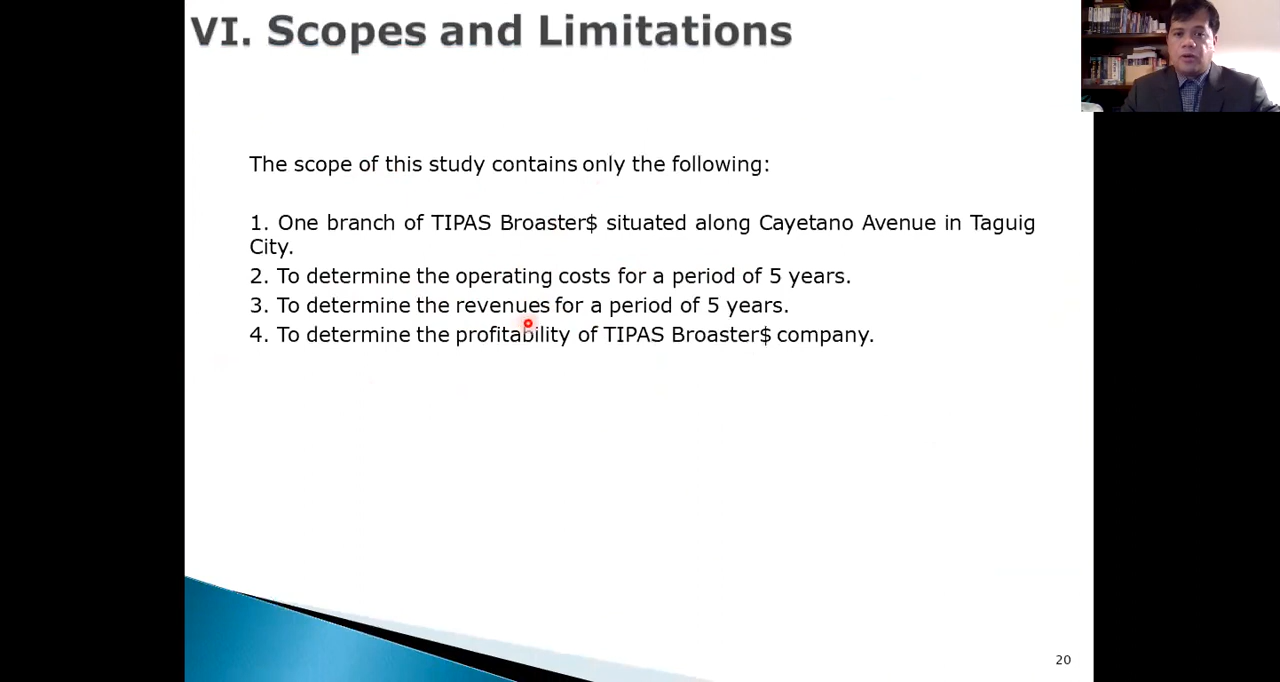 VI. Scopes and Limitations
The scope of this study contains only the following:
1. One branch of TIPAS Broaster$ situated along Cayetano Avenue in Taguig
City.
2. To determine the operating costs for a period of 5 years.
3. To determine the revenues for a period of 5 years.
4. To determine the profitability of TIPAS Broaster$ company.
20